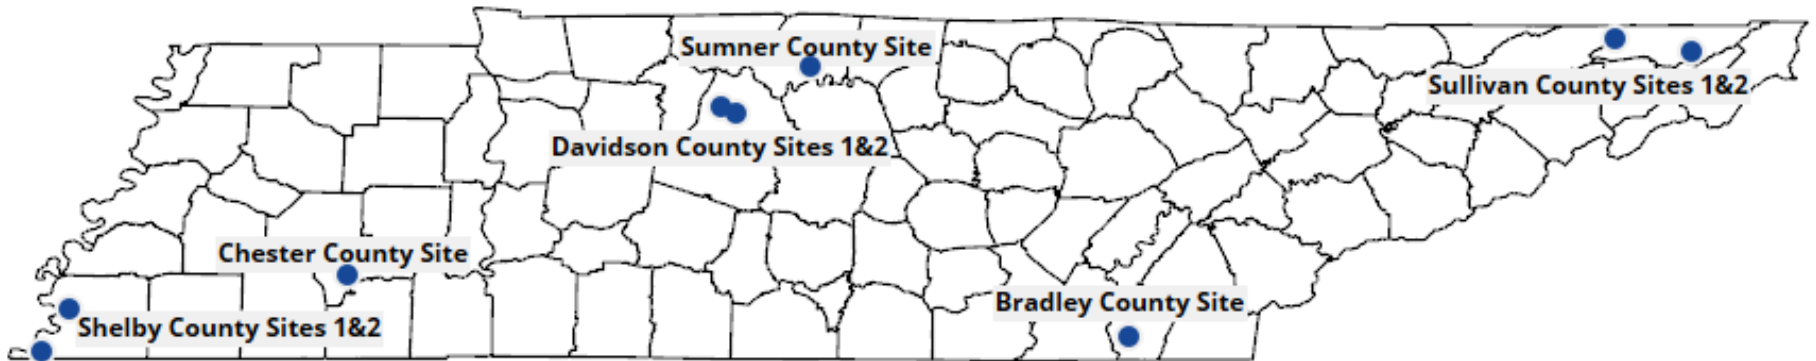 Sumner County Site
Sullivan County Sites 1&2
Davidson County Sites 1&2
Chester County Site
Bradley County Site
Shelby County Sites 1&2